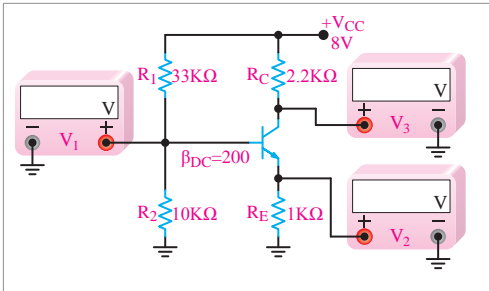 +VCC
8V
R1 33KΩ
RC 2.2KΩ
V
− V1 +
V
+ V3 −
βDC=200
R2 10KΩ
RE 1KΩ
V
+ V2 −